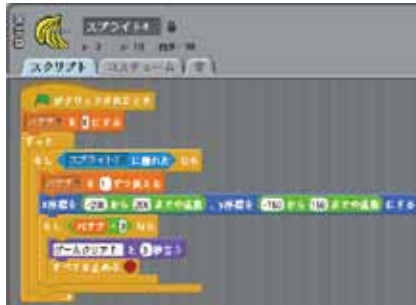 スプライト4
スクリプト コスチューム 音
がクリックされたとき
バナナ を 0 にする
ずっと
もし スプライト1 に触れた なら
バナナ を 1 ずつ変える
x座標を -200 から 200 までの乱数 、y座標を -150 から 150 までの乱数 にする
もし バナナ = 3 なら
ゲームクリア! と 3 秒言う
すべてを止める